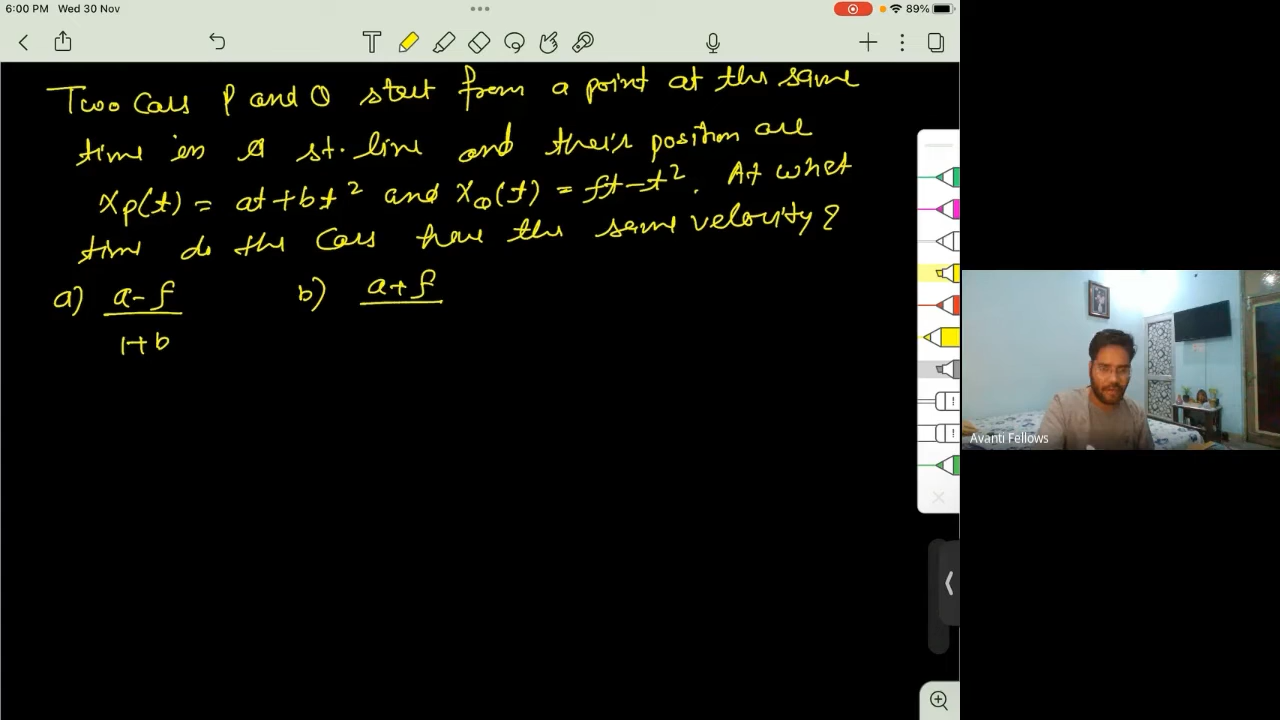 6:00 PM Wed 30 Nov
89%
T
Two Cars P and Q start from a point at the same
time in a st. line and their position are
xp(t) = at + bt² and xQ(t) = ft - t². At what
time do the Cars have the same velocity?
a) a - f / 1 + b b) a + f
Avanti Fellows